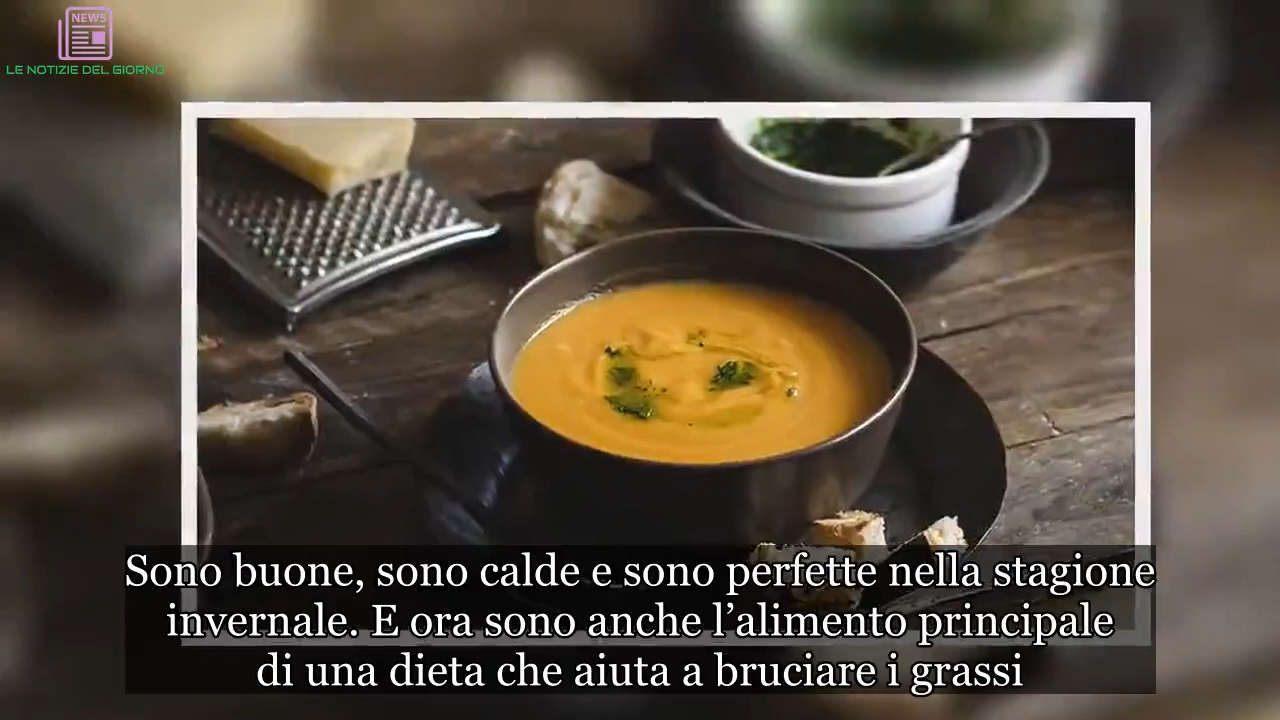 NEWS
LE NOTIZIE DEL GIORNO
Sono buone, sono calde e sono perfette nella stagione
invernale. E ora sono anche l’alimento principale
di una dieta che aiuta a bruciare i grassi